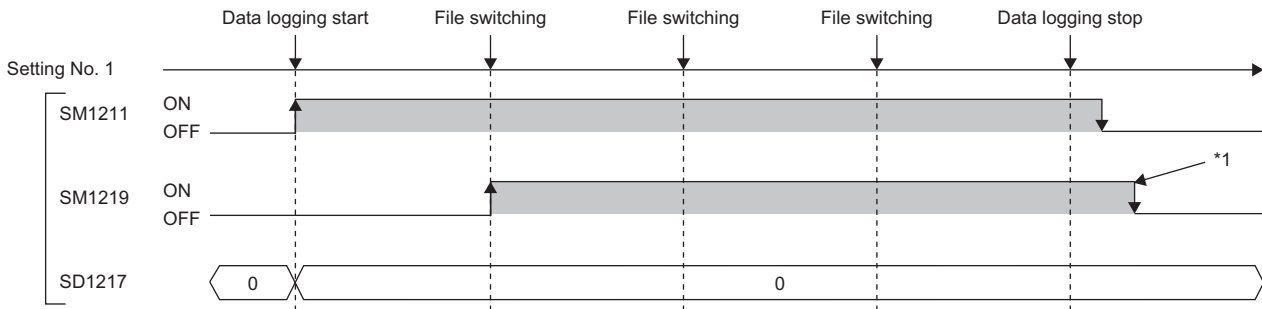 Data logging start
File switching
File switching
File switching
Data logging stop
Setting No. 1
SM1211
ON
OFF
*1
SM1219
ON
OFF
SD1217
0
0